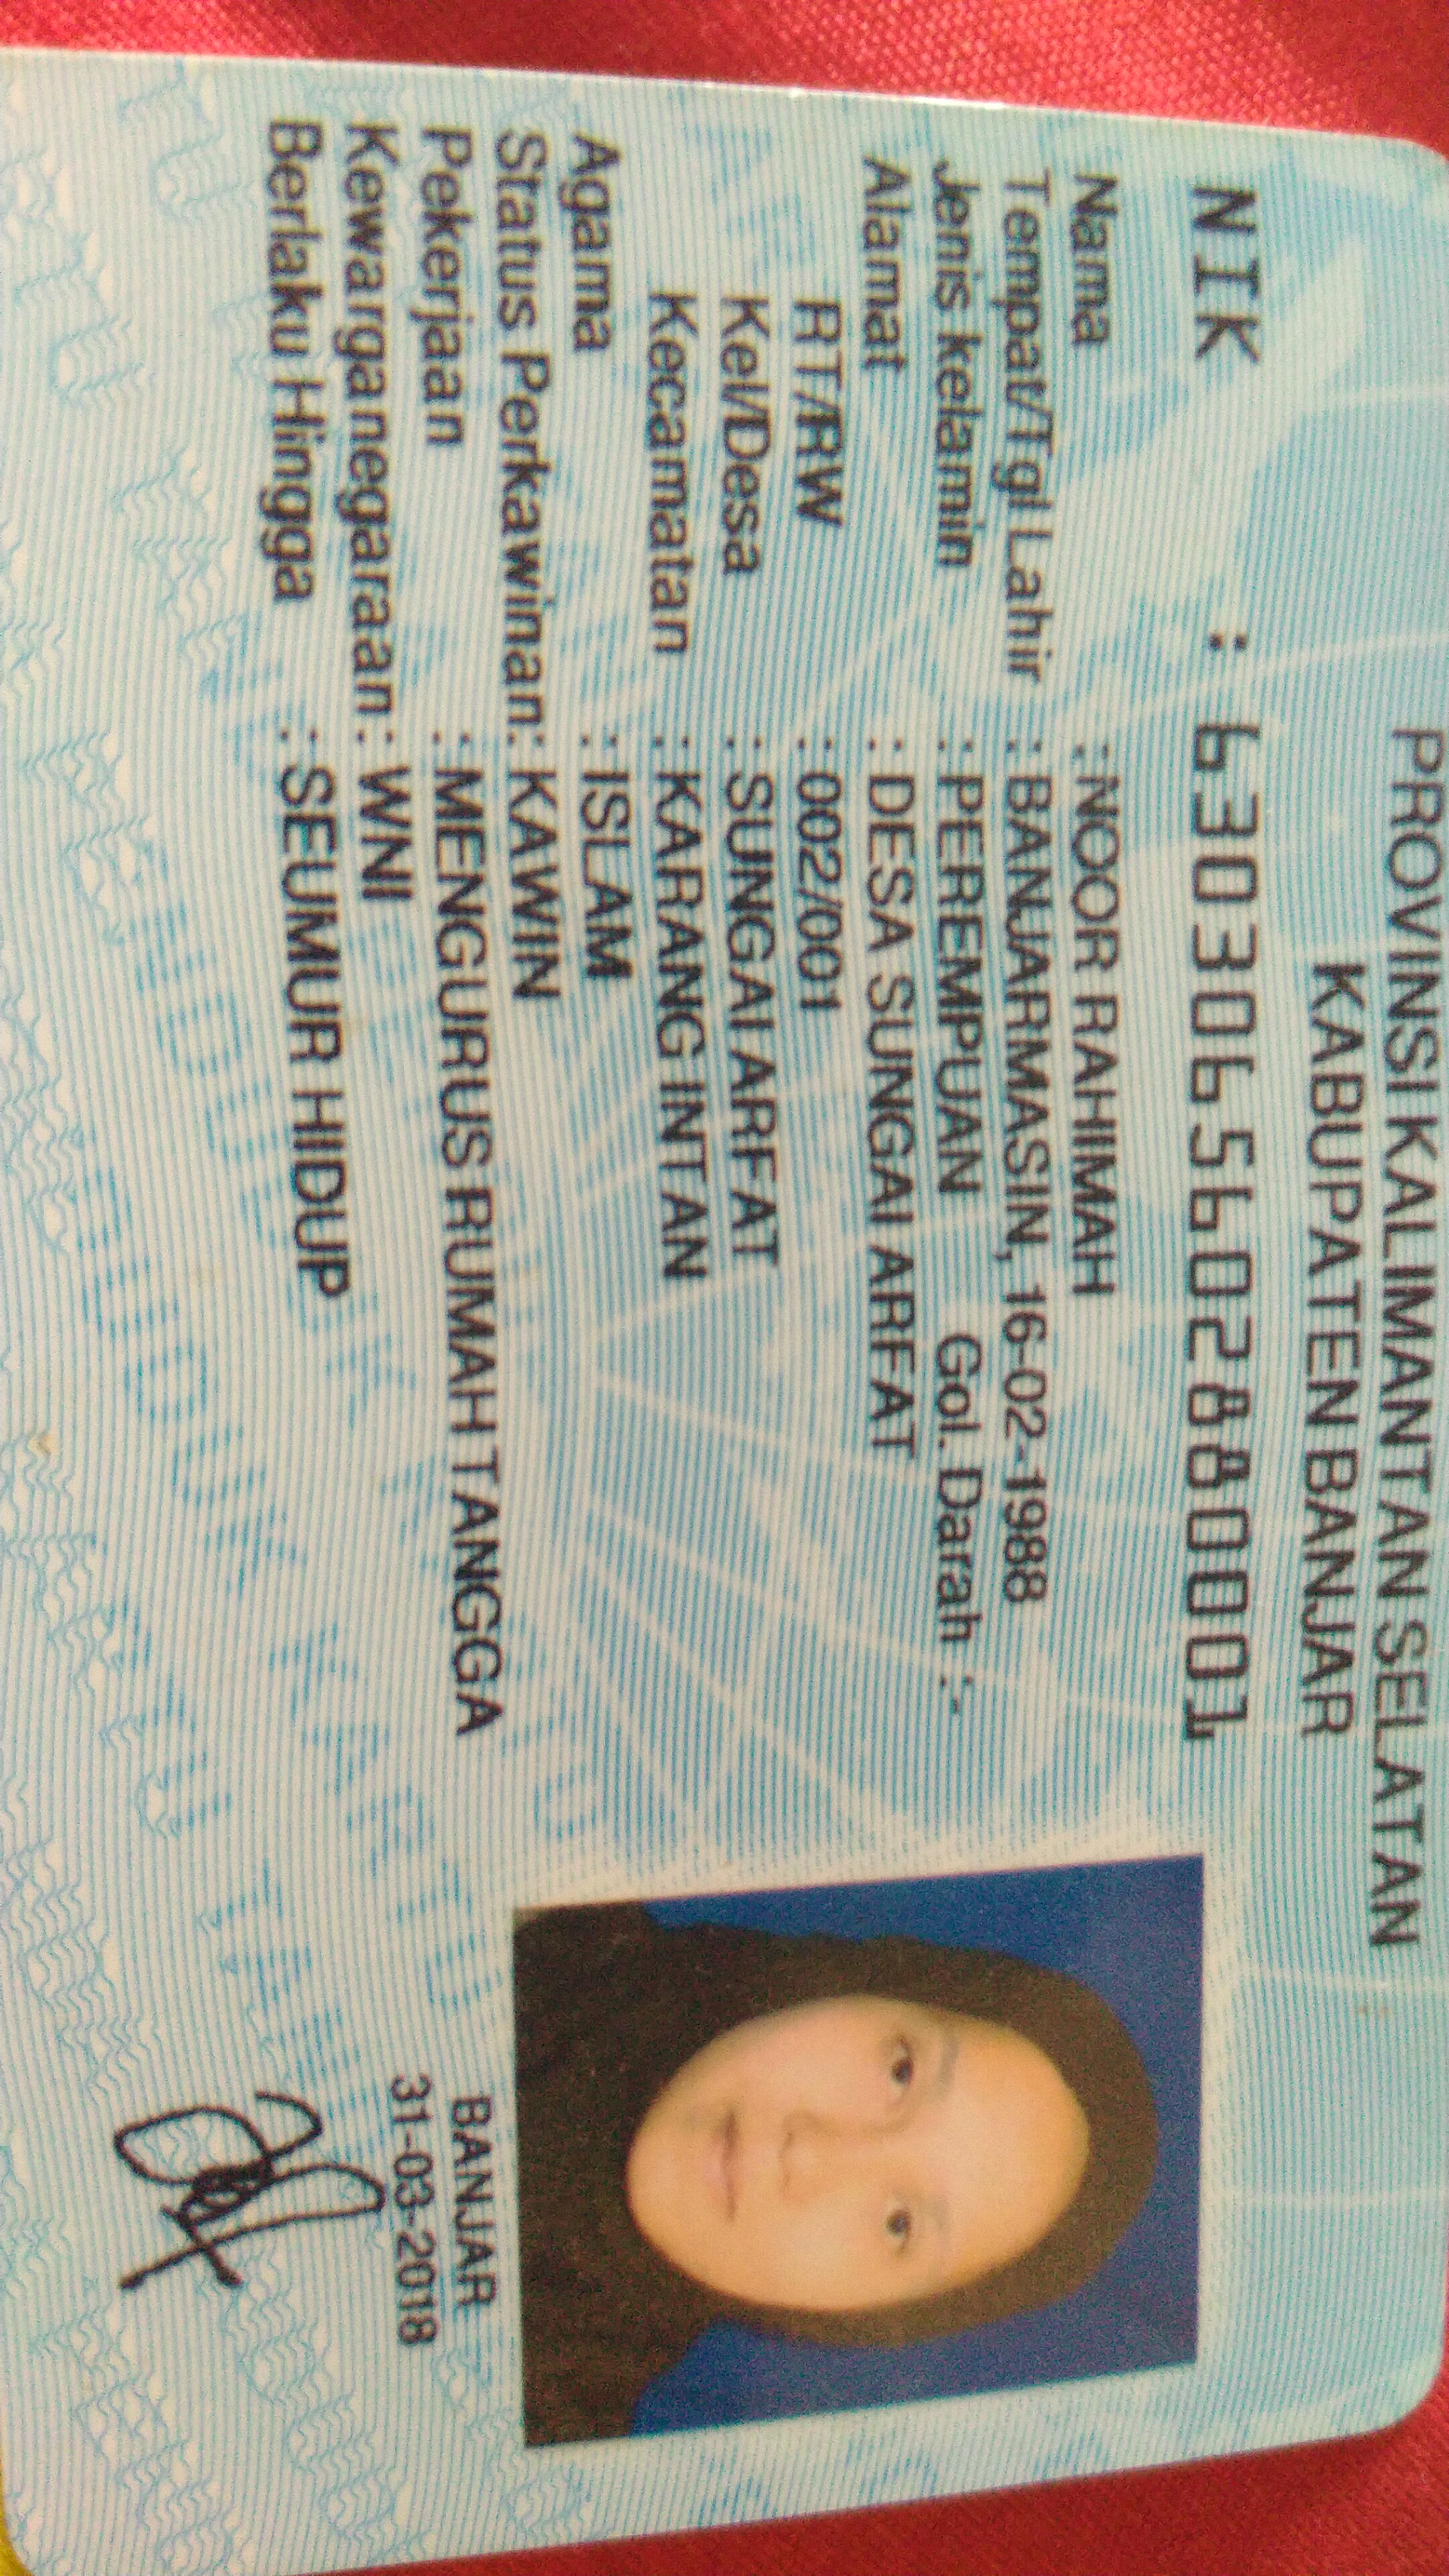 PROVINSI KALIMANTAN SELATAN
KABUPATEN BANJAR
NIK : 6303065602880001
Nama : NOOR RAHIMAH
Tempat/Tgl Lahir : BANJARMASIN, 16-02-1988
Jenis kelamin : PEREMPUAN Gol. Darah : -
Alamat : DESA SUNGAI ARFAT
RT/RW : 002/001
Kel/Desa : SUNGAI ARFAT
Kecamatan : KARANG INTAN
Agama : ISLAM
Status Perkawinan: KAWIN
Pekerjaan : MENGURUS RUMAH TANGGA
Kewarganegaraan: WNI
Berlaku Hingga : SEUMUR HIDUP
BANJAR
31-03-2018